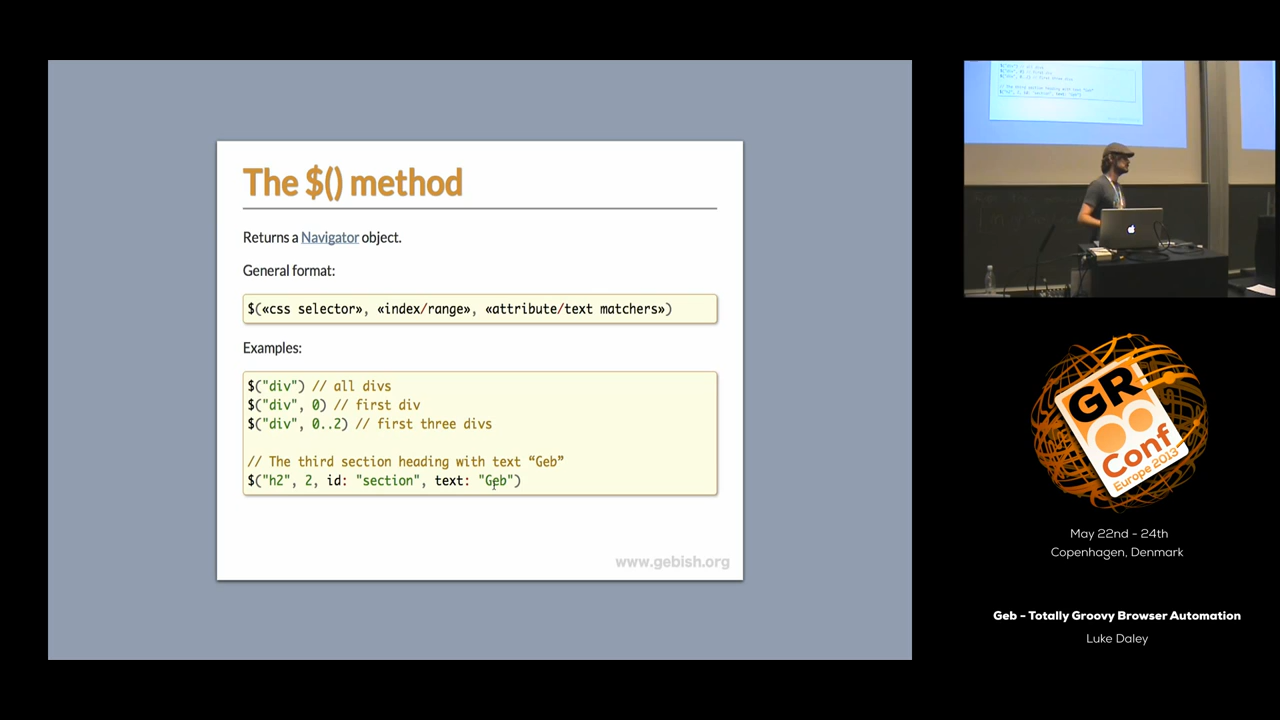 The $() method
Returns a Navigator object.
General format:
$(«css selector», «index/range», «attribute/text matchers»)
Examples:
$("div") // all divs
$("div", 0) // first div
$("div", 0..2) // first three divs
// The third section heading with text “Geb”
$("h2", 2, id: "section", text: "Geb")
www.gebish.org
GR
Conf
Europe 2013
May 22nd - 24th
Copenhagen, Denmark
Geb - Totally Groovy Browser Automation
Luke Daley